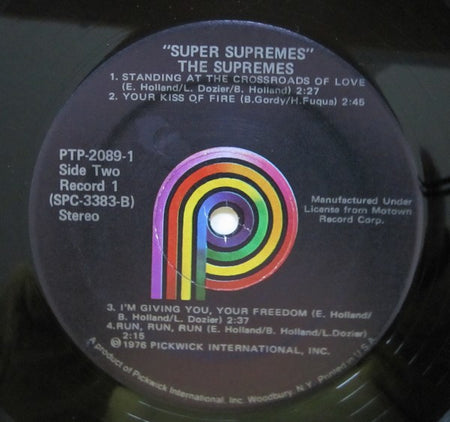 "SUPER SUPREMES"
THE SUPREMES
1. STANDING AT THE CROSSROADS OF LOVE
(E. Holland/L. Dozier/B. Holland) 2:27
2. YOUR KISS OF FIRE (B.Gordy/H.Fuqua) 2:45
PTP-2089-1
Side Two
Record 1
(SPC-3383-B)
Stereo
Manufactured Under
License from Motown
Record Corp.
3. I'M GIVING YOU, YOUR FREEDOM (E. Holland/
B. Holland/L. Dozier) 2:37
4.RUN, RUN, RUN (E. Holland/B. Holland/L.Dozier)
2:15
©1976 PICKWICK INTERNATIONAL, INC.
A product of Pickwick International, Inc. Woodbury, N.Y. Printed in U.S.A.